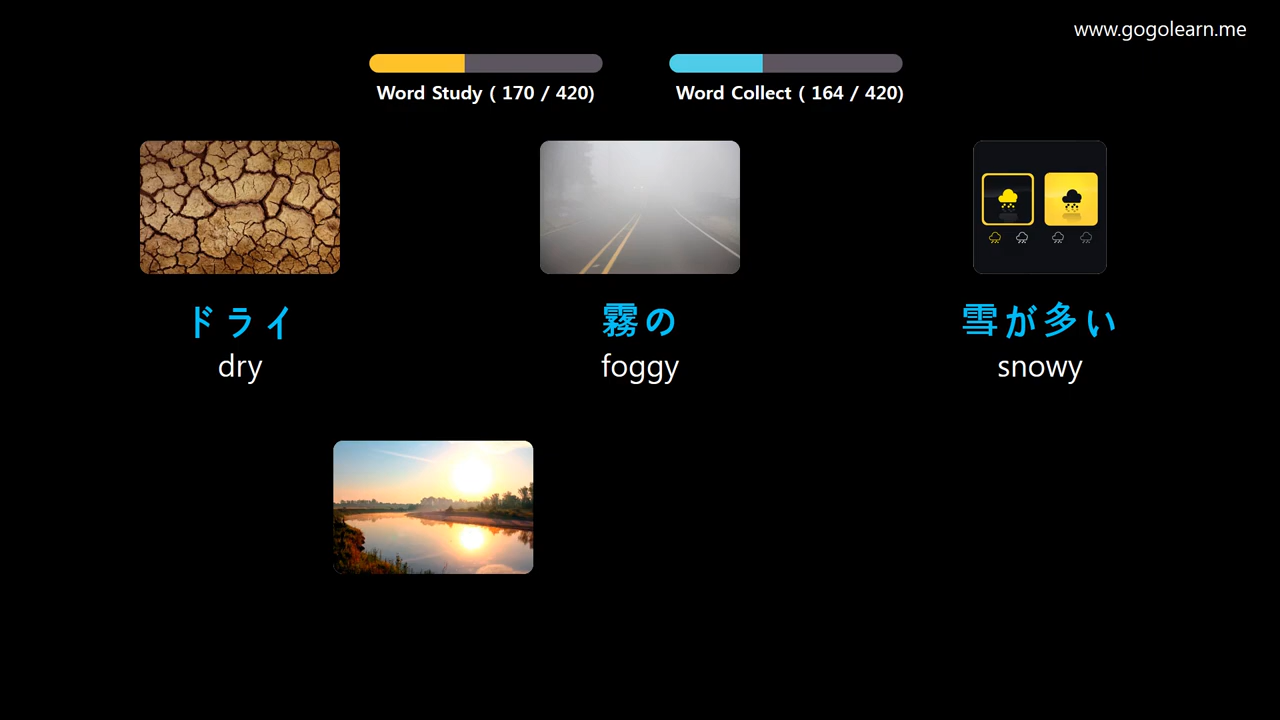 www.gogolearn.me
Word Study ( 170 / 420)
Word Collect ( 164 / 420)
ドライ
dry
霧の
foggy
雪が多い
snowy